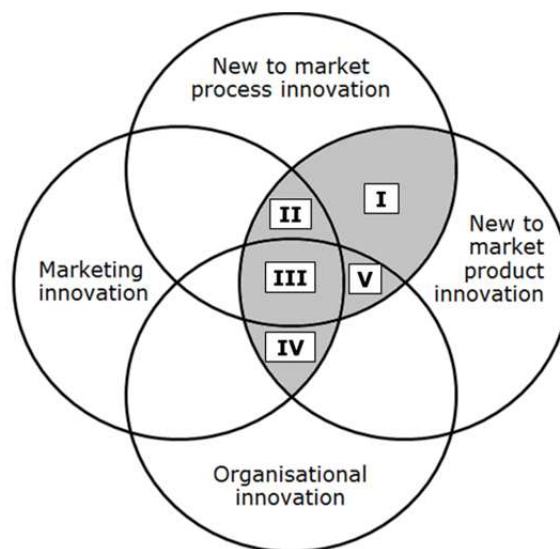 New to market
process innovation
I
II
New to
market
product
innovation
Marketing
innovation
III
V
IV
Organisational
innovation